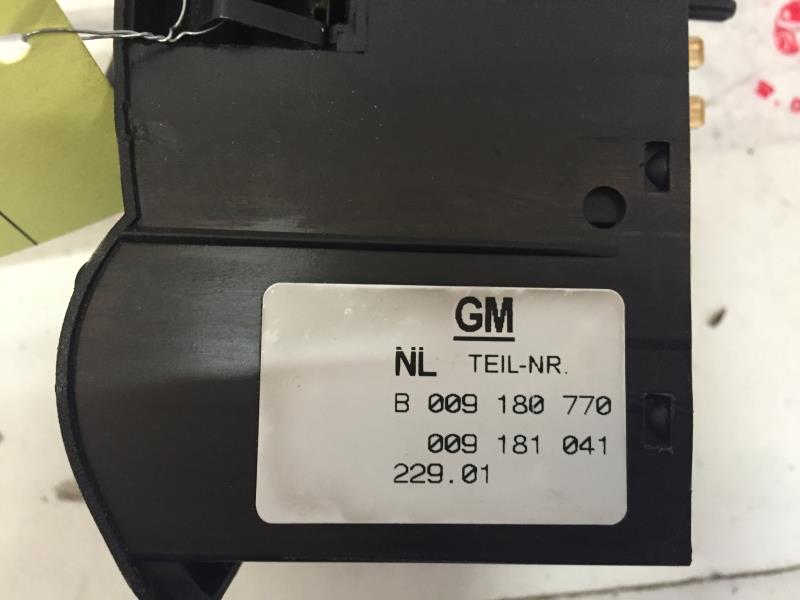 GM
NL TEIL-NR.
B 009 180 770
009 181 041
229.01